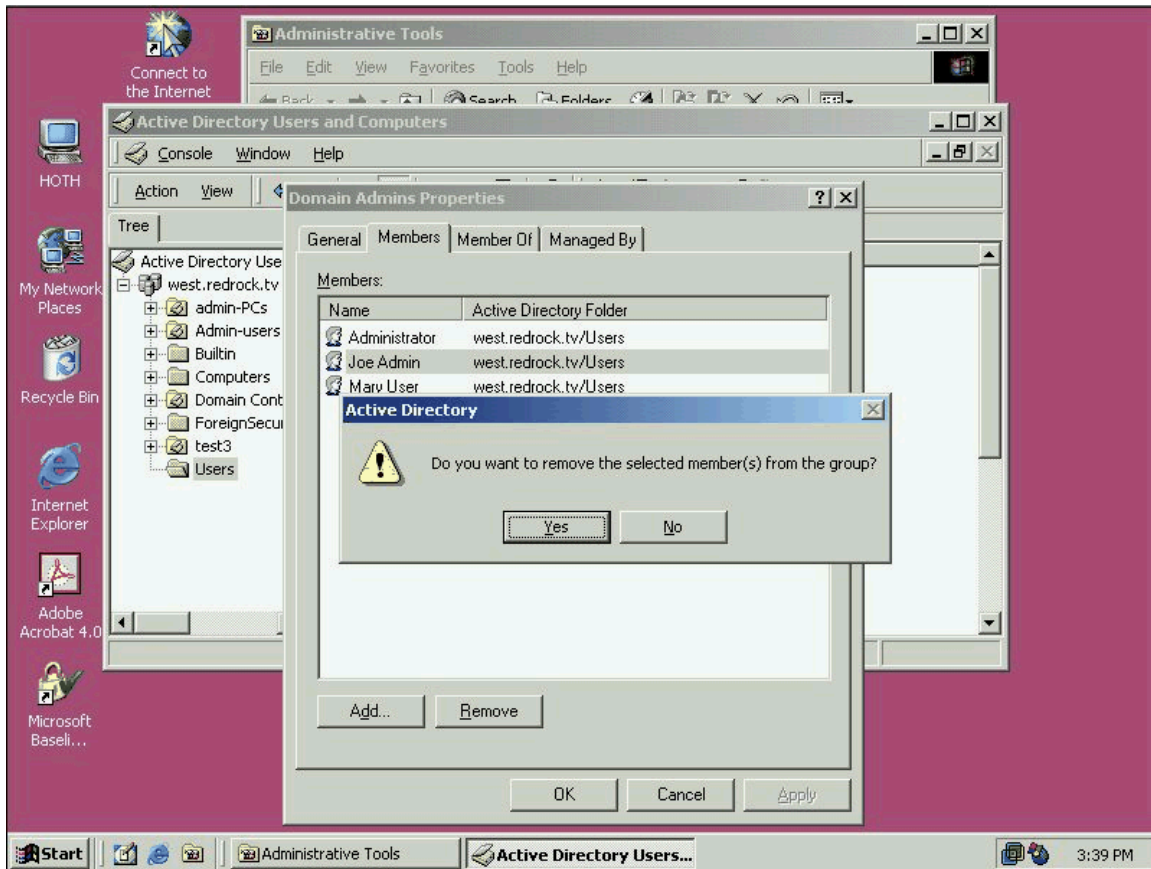 Connect to
the Internet
HOTH
My Network
Places
Recycle Bin
Internet
Explorer
Adobe
Acrobat 4.0
Microsoft
Baseli...
Administrative Tools
File Edit View Favorites Tools Help
Back Search Folders
Active Directory Users and Computers
Console Window Help
Action View
Tree
Active Directory Use
west.redrock.tv
admin-PCs
Admin-users
Builtin
Computers
Domain Cont
ForeignSecur
test3
Users
Domain Admins Properties
General Members Member Of Managed By
Members:
Name Active Directory Folder
Administrator west.redrock.tv/Users
Joe Admin west.redrock.tv/Users
Mary User west.redrock.tv/Users
Active Directory
Do you want to remove the selected member(s) from the group?
Yes No
Add... Remove
OK Cancel Apply
Start Administrative Tools Active Directory Users... 3:39 PM